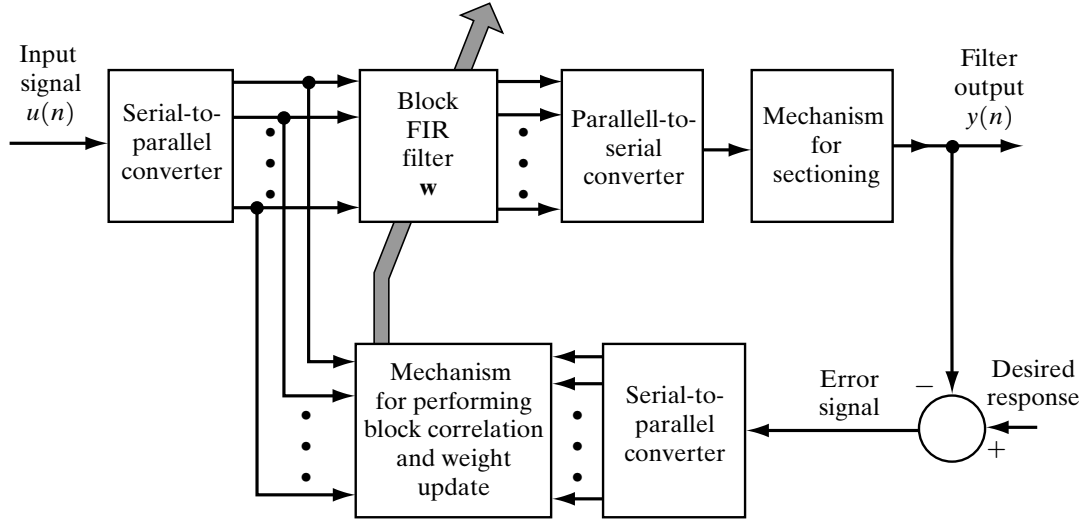 Input
signal
u(n)
Serial-to-
parallel
converter
Block
FIR
filter
w
Parallell-to-
serial
converter
Mechanism
for
sectioning
Filter
output
y(n)
Mechanism
for performing
block correlation
and weight
update
Serial-to-
parallel
converter
Error
signal
−
+
Desired
response